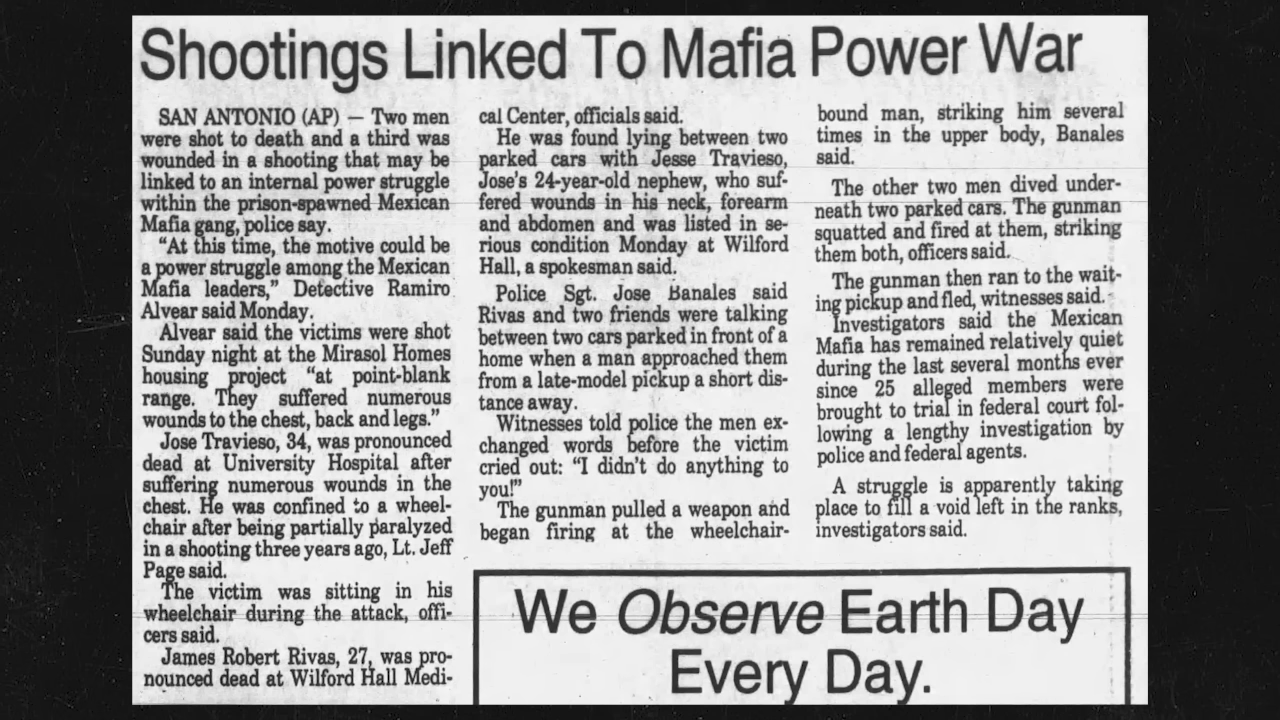 Shootings Linked To Mafia Power War
SAN ANTONIO (AP) — Two men
were shot to death and a third was
wounded in a shooting that may be
linked to an internal power struggle
within the prison-spawned Mexican
Mafia gang, police say.
“At this time, the motive could be
a power struggle among the Mexican
Mafia leaders,” Detective Ramiro
Alvear said Monday.
Alvear said the victims were shot
Sunday night at the Mirasol Homes
housing project “at point-blank
range. They suffered numerous
wounds to the chest, back and legs.”
Jose Travieso, 34, was pronounced
dead at University Hospital after
suffering numerous wounds in the
chest. He was confined to a wheel-
chair after being partially paralyzed
in a shooting three years ago, Lt. Jeff
Page said.
The victim was sitting in his
wheelchair during the attack, offi-
cers said.
James Robert Rivas, 27, was pro-
nounced dead at Wilford Hall Medi-
cal Center, officials said.
He was found lying between two
parked cars with Jesse Travieso,
Jose’s 24-year-old nephew, who suf-
fered wounds in his neck, forearm
and abdomen and was listed in se-
rious condition Monday at Wilford
Hall, a spokesman said.
Police Sgt. Jose Banales said
Rivas and two friends were talking
between two cars parked in front of a
home when a man approached them
from a late-model pickup a short dis-
tance away.
Witnesses told police the men ex-
changed words before the victim
cried out: “I didn’t do anything to
you!”
The gunman pulled a weapon and
began firing at the wheelchair-
bound man, striking him several
times in the upper body, Banales
said.
The other two men dived under-
neath two parked cars. The gunman
squatted and fired at them, striking
them both, officers said.
The gunman then ran to the wait-
ing pickup and fled, witnesses said.
Investigators said the Mexican
Mafia has remained relatively quiet
during the last several months ever
since 25 alleged members were
brought to trial in federal court fol-
lowing a lengthy investigation by
police and federal agents.
A struggle is apparently taking
place to fill a void left in the ranks,
investigators said.
We Observe Earth Day
Every Day.